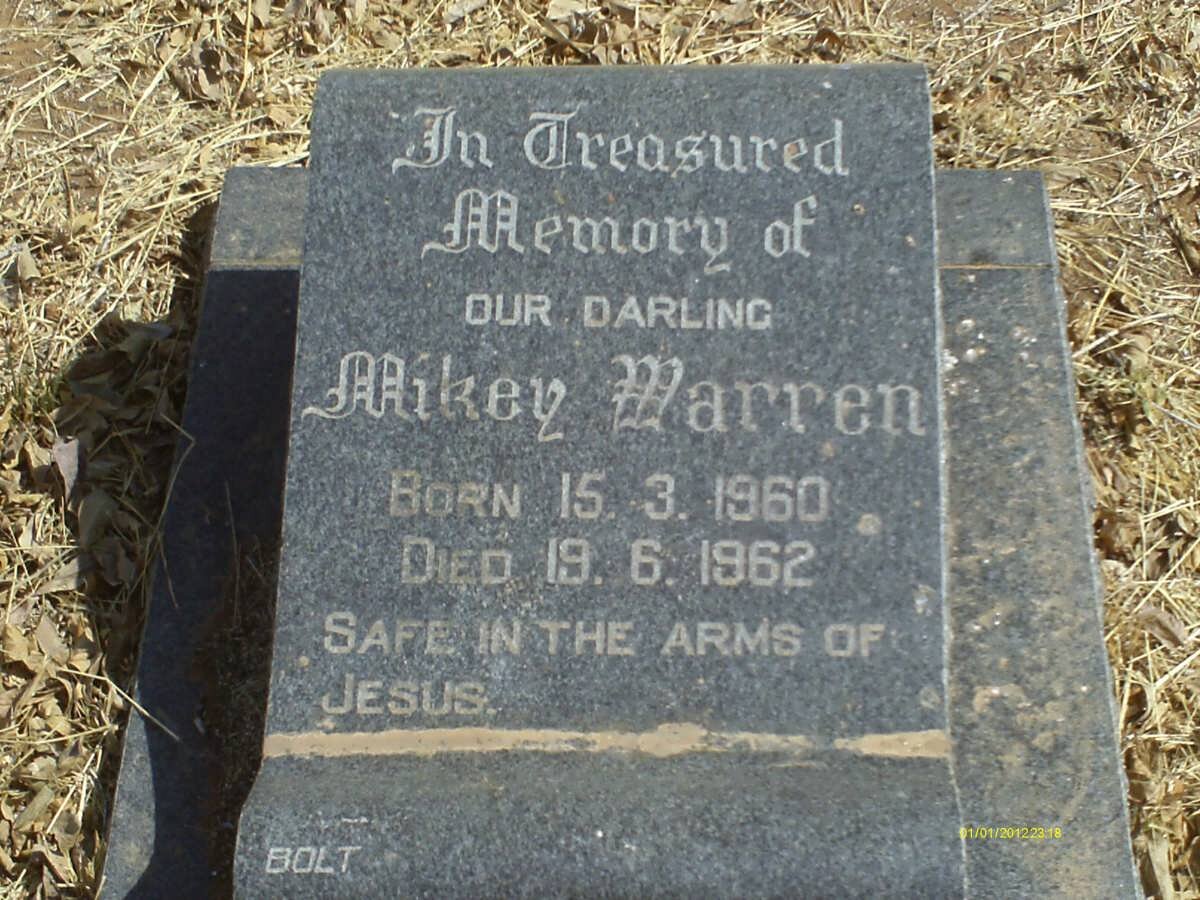 In Treasured
Memory of
OUR DARLING
Mikey Warren
BORN 15. 3. 1960
DIED 19. 6. 1962
SAFE IN THE ARMS OF
JESUS.
BOLT
01/01/2012 23:18